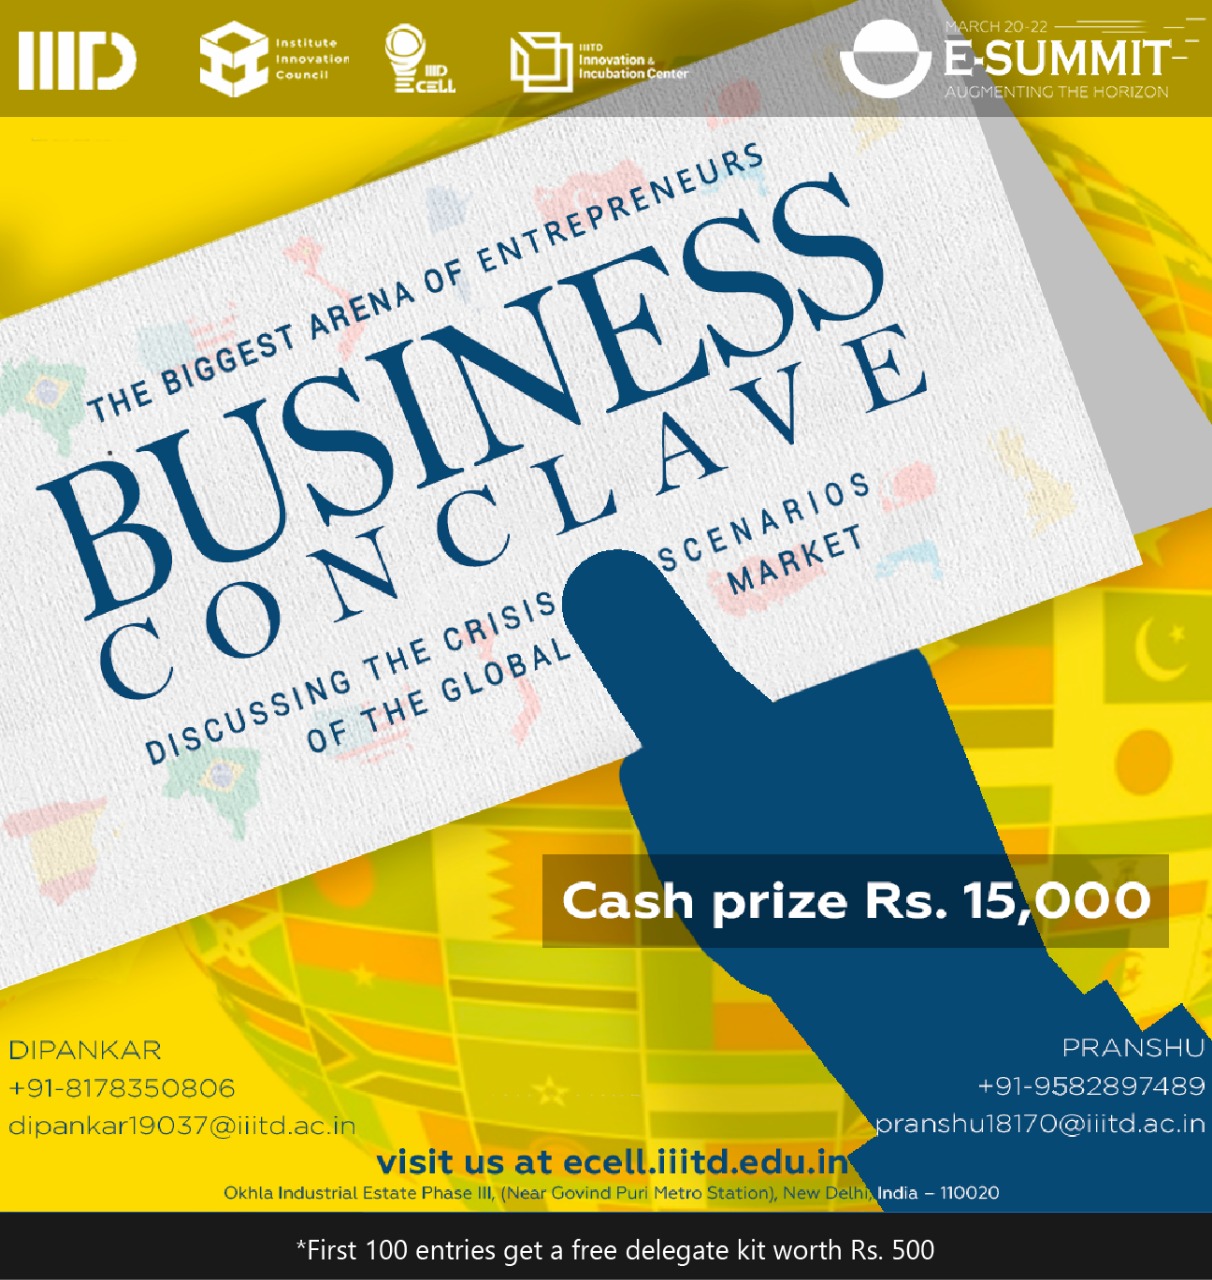 IIID
Institute
Innovation
Council
IIID
CELL
IIITD
Innovation &
Incubation Center
MARCH 20-22
E-SUMMIT
AUGMENTING THE HORIZON
THE BIGGEST ARENA OF ENTREPRENEURS
BUSINESS
CONCLAVE
DISCUSSING THE CRISIS SCENARIOS
OF THE GLOBAL MARKET
Cash prize Rs. 15,000
DIPANKAR
+91-8178350806
dipankar19037@iiitd.ac.in
PRANSHU
+91-9582897489
pranshu18170@iiitd.ac.in
visit us at ecell.iiitd.edu.in
Okhla Industrial Estate Phase III, (Near Govind Puri Metro Station), New Delhi, India – 110020
*First 100 entries get a free delegate kit worth Rs. 500